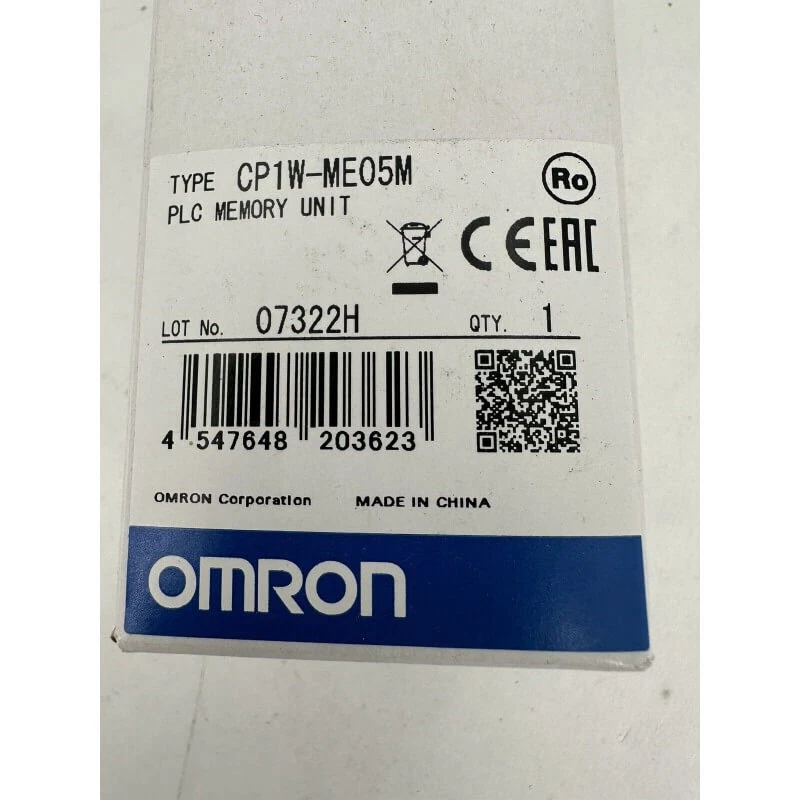 TYPE CP1W-ME05M
Ro
PLC MEMORY UNIT
CE EAC
LOT No. 07322H QTY. 1
4 547648 203623
OMRON Corporation MADE IN CHINA
OMRON